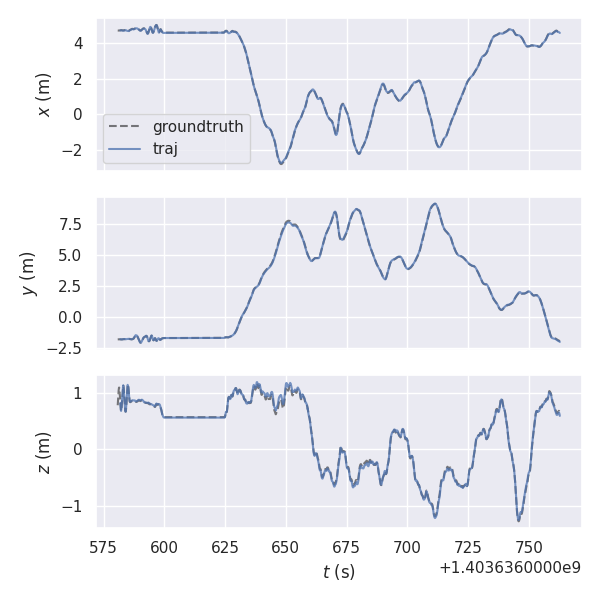 4
2
0
−2
x (m)
groundtruth
traj
7.5
5.0
2.5
0.0
−2.5
y (m)
1
0
−1
z (m)
575 600 625 650 675 700 725 750
t (s)
+1.4036360000e9